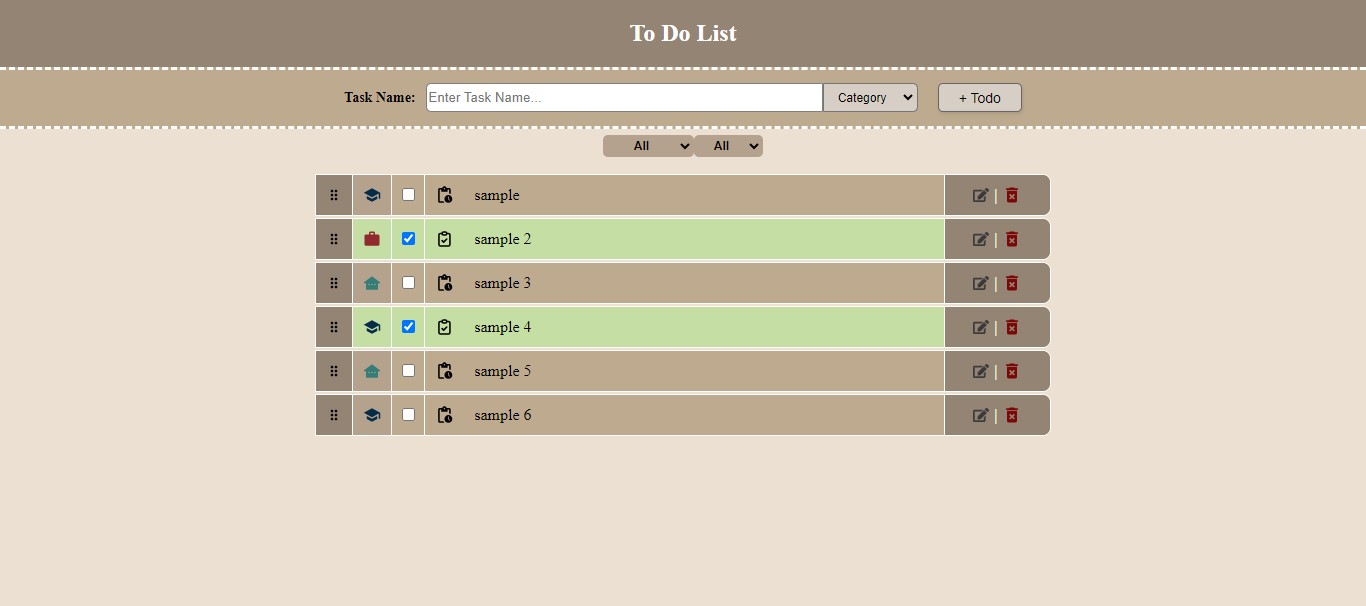 To Do List
Task Name: Enter Task Name... Category + Todo
All All
sample |
sample 2 |
sample 3 |
sample 4 |
sample 5 |
sample 6 |